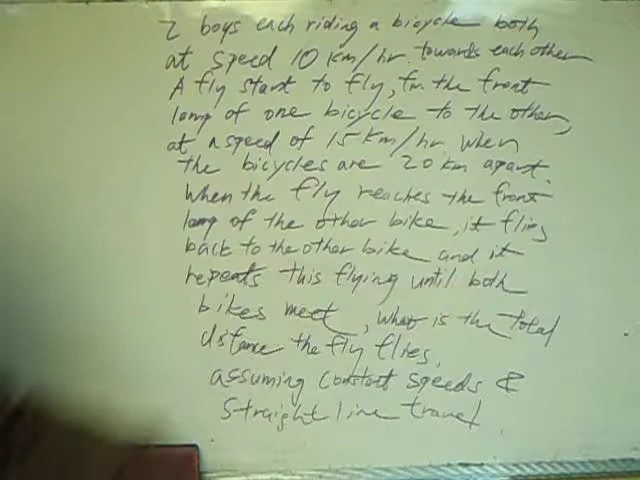 2 boys each riding a bicycle both
at speed 10 km/hr. towards each other
A fly start to fly, fm the front
lamp of one bicycle to the other,
at a speed of 15 km/hr, when
the bicycles are 20 km apart.
When the fly reaches the front
lamp of the other bike, it flies
back to the other bike and it
repeats this flying until both
bikes meet, what is the total
distance the fly flies,
assuming constant speeds &
straight line travel